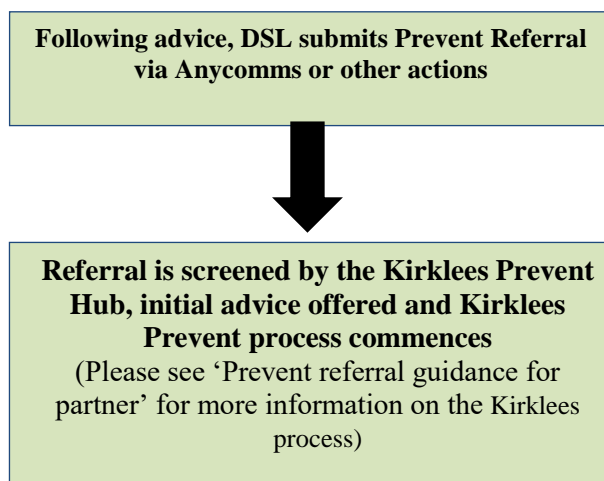 Following advice, DSL submits Prevent Referral
via Anycomms or other actions
Referral is screened by the Kirklees Prevent
Hub, initial advice offered and Kirklees
Prevent process commences
(Please see ‘Prevent referral guidance for
partner’ for more information on the Kirklees
process)